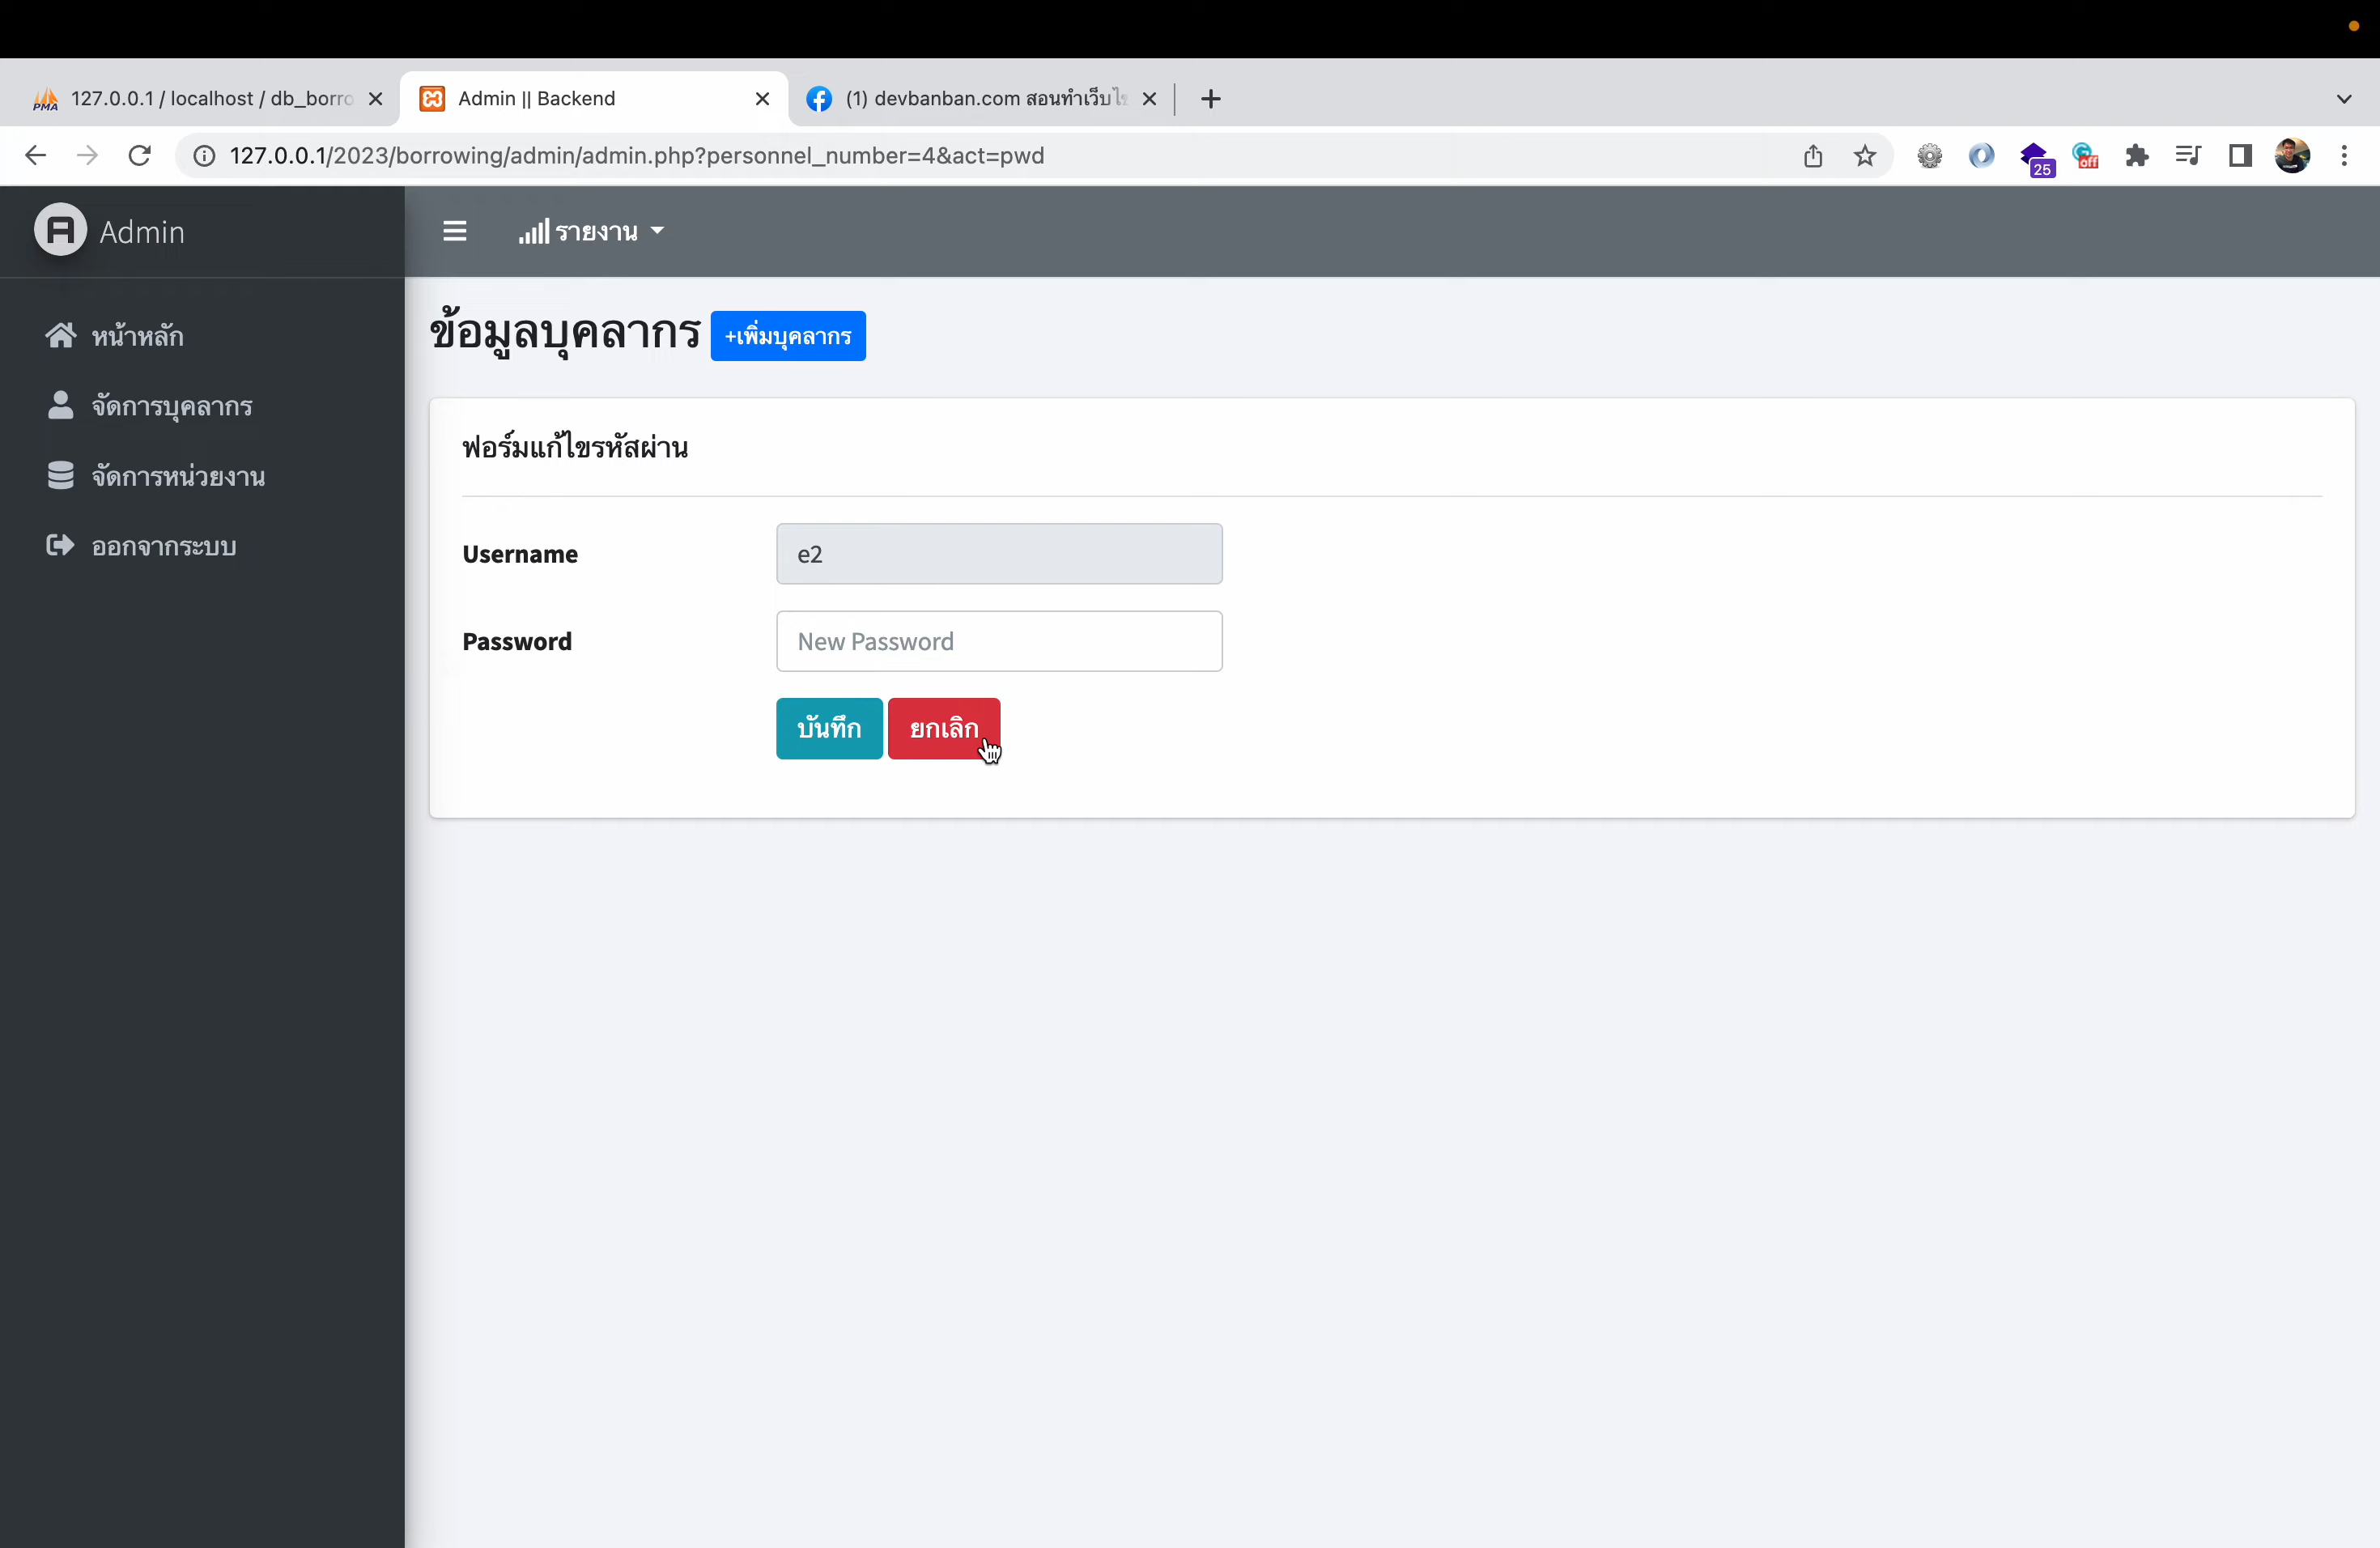 127.0.0.1 / localhost / db_borro
Admin || Backend
(1) devbanban.com สอนทำเว็บไซ
127.0.0.1/2023/borrowing/admin/admin.php?personnel_number=4&act=pwd
25
off
Admin
รายงาน
หน้าหลัก
จัดการบุคลากร
จัดการหน่วยงาน
ออกจากระบบ
ข้อมูลบุคลากร +เพิ่มบุคลากร
ฟอร์มแก้ไขรหัสผ่าน
Username e2
Password New Password
บันทึก ยกเลิก